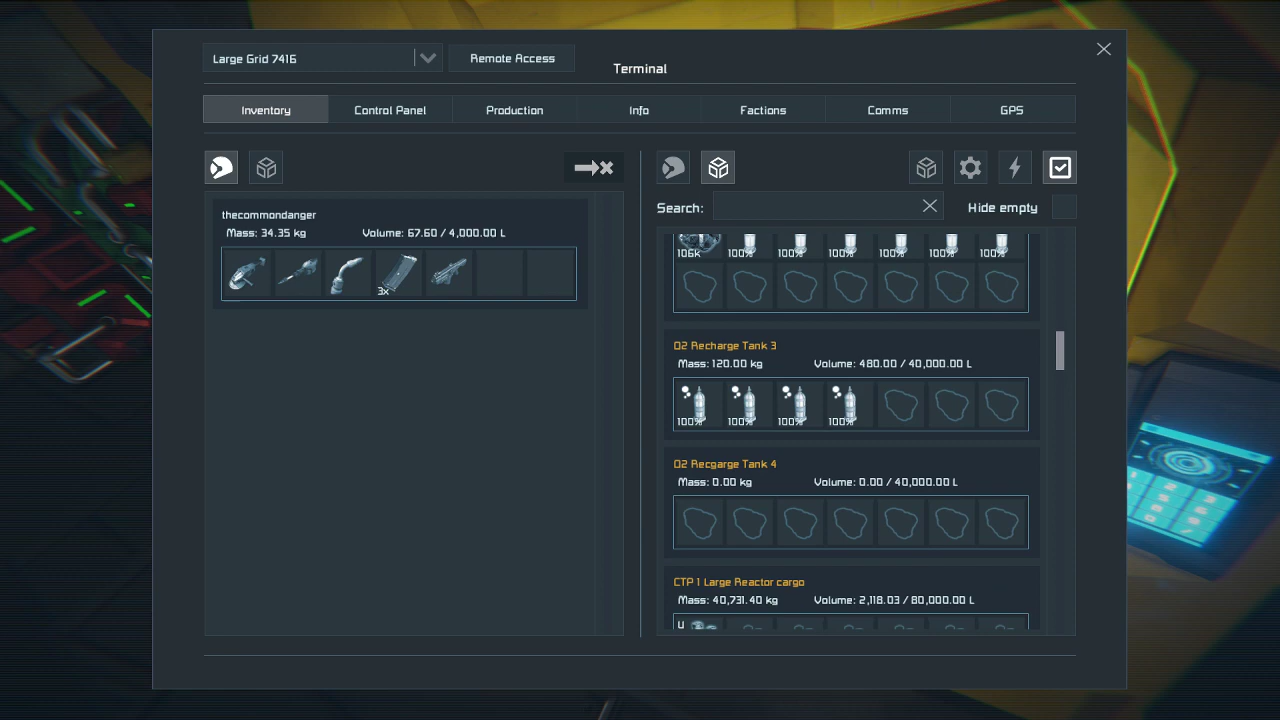 Large Grid 7416
Remote Access
Terminal
Inventory
Control Panel
Production
Info
Factions
Comms
GPS
Search:
Hide empty
thecommondanger
Mass: 34.35 kg
Volume: 67.60 / 4,000.00 L
3x
106k
100%
100%
100%
100%
100%
100%
O2 Recharge Tank 3
Mass: 120.00 kg
Volume: 480.00 / 40,000.00 L
100%
100%
100%
100%
O2 Recgarge Tank 4
Mass: 0.00 kg
Volume: 0.00 / 40,000.00 L
CTP 1 Large Reactor cargo
Mass: 40,731.40 kg
Volume: 2,118.03 / 80,000.00 L
U